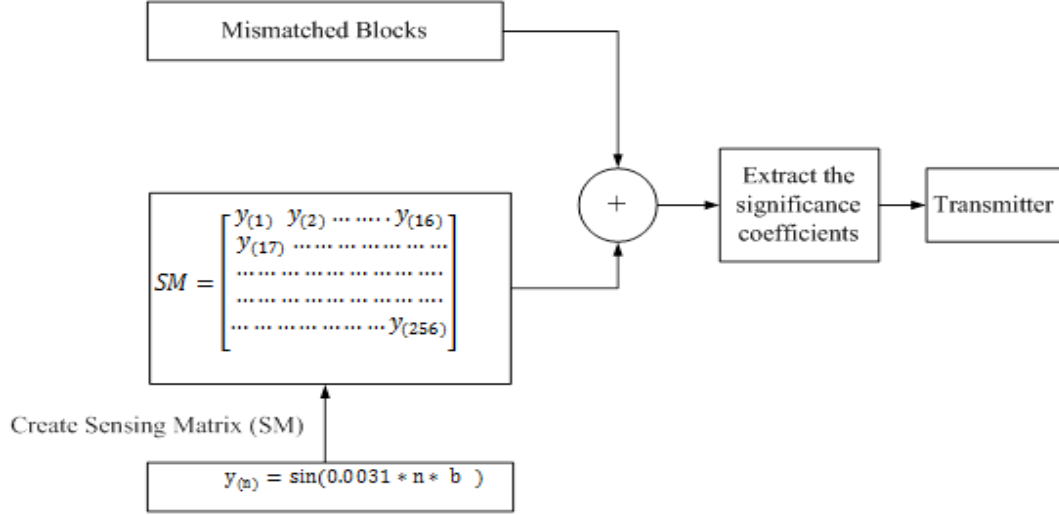 Mismatched Blocks
y(1) y(2) … … . . y(16)
y(17) … … … … … … …
SM = … … … … … … … … … ….
… … … … … … … … … ….
… … … … … … … y(256)
+
Extract the
significance
coefficients
Transmitter
Create Sensing Matrix (SM)
y(n) = sin(0.0031 * n * b )